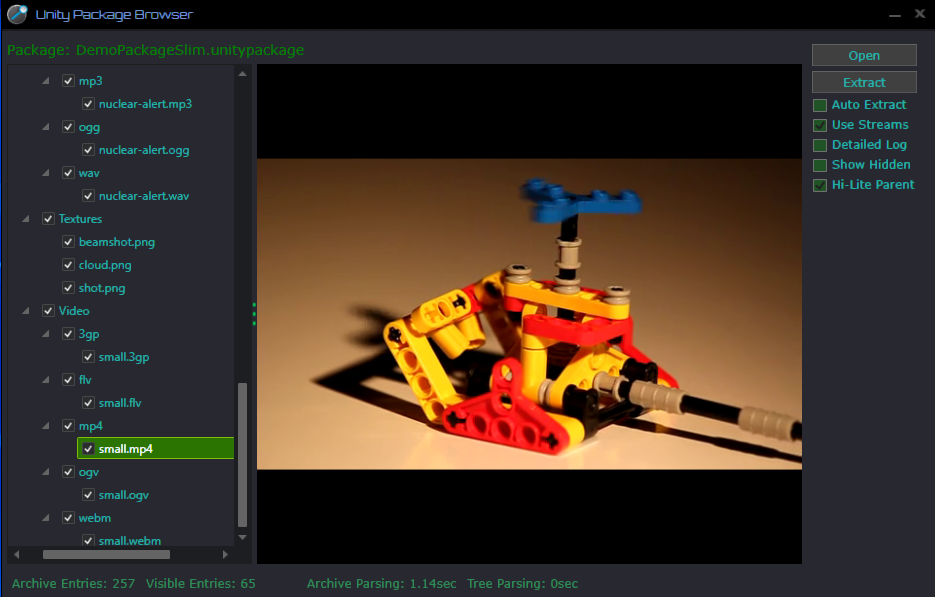 Unity Package Browser
Package: DemoPackageSlim.unitypackage
mp3
nuclear-alert.mp3
ogg
nuclear-alert.ogg
wav
nuclear-alert.wav
Textures
beamshot.png
cloud.png
shot.png
Video
3gp
small.3gp
flv
small.flv
mp4
small.mp4
ogv
small.ogv
webm
small.webm
Open
Extract
Auto Extract
Use Streams
Detailed Log
Show Hidden
Hi-Lite Parent
Archive Entries: 257 Visible Entries: 65 Archive Parsing: 1.14sec Tree Parsing: 0sec